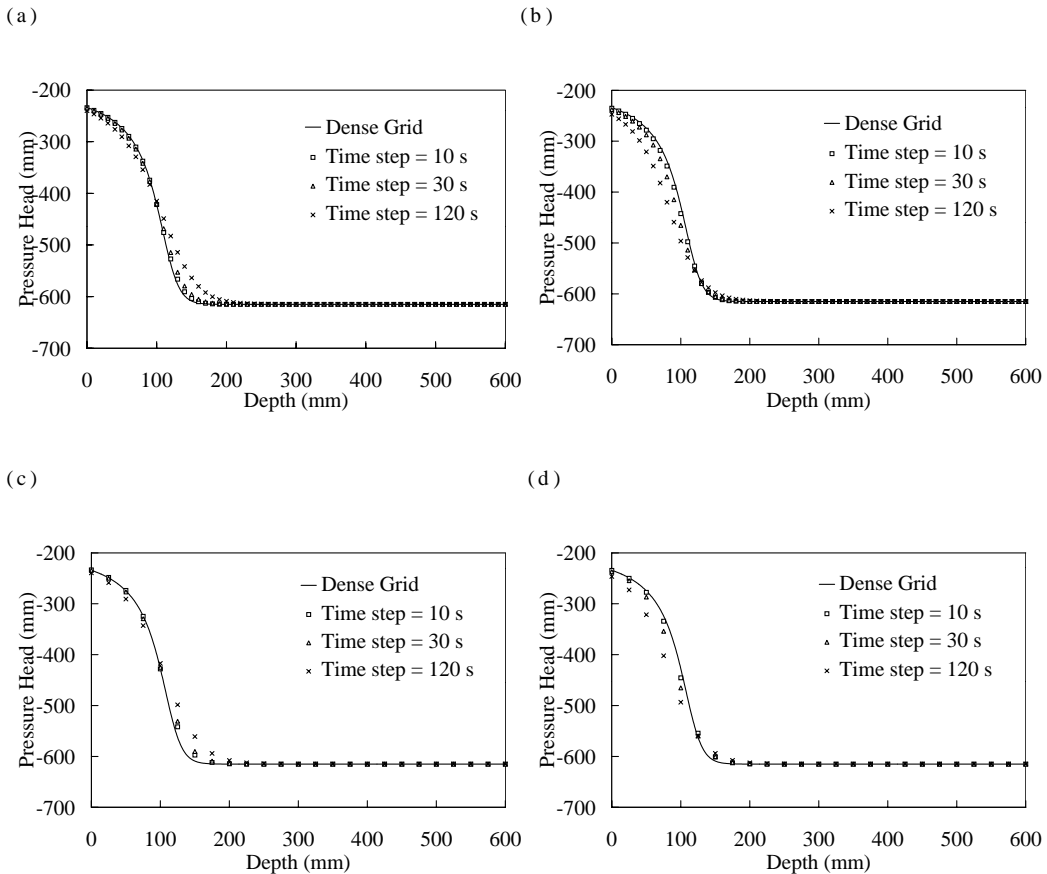 (a)
-200
-300
-400
-500
-600
-700
Pressure Head (mm)
Dense Grid
Time step = 10 s
Time step = 30 s
Time step = 120 s
0 100 200 300 400 500 600
Depth (mm)
(b)
-200
-300
-400
-500
-600
-700
Pressure Head (mm)
Dense Grid
Time step = 10 s
Time step = 30 s
Time step = 120 s
0 100 200 300 400 500 600
Depth (mm)
(c)
-200
-300
-400
-500
-600
-700
Pressure Head (mm)
Dense Grid
Time step = 10 s
Time step = 30 s
Time step = 120 s
0 100 200 300 400 500 600
Depth (mm)
(d)
-200
-300
-400
-500
-600
-700
Pressure Head (mm)
Dense Grid
Time step = 10 s
Time step = 30 s
Time step = 120 s
0 100 200 300 400 500 600
Depth (mm)